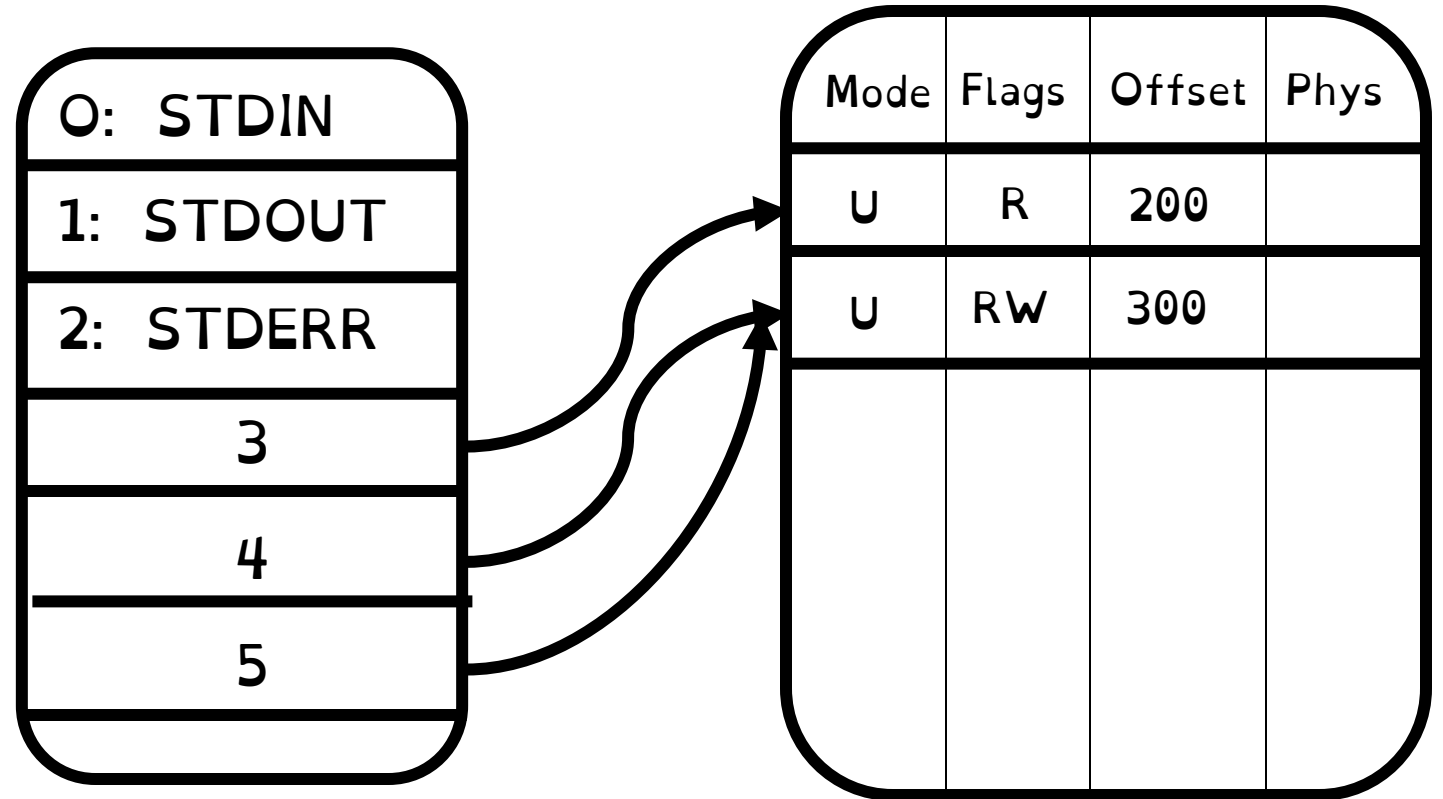 0: STDIN
1: STDOUT
2: STDERR
3
4
5
Mode Flags Offset Phys
U R 200
U RW 300